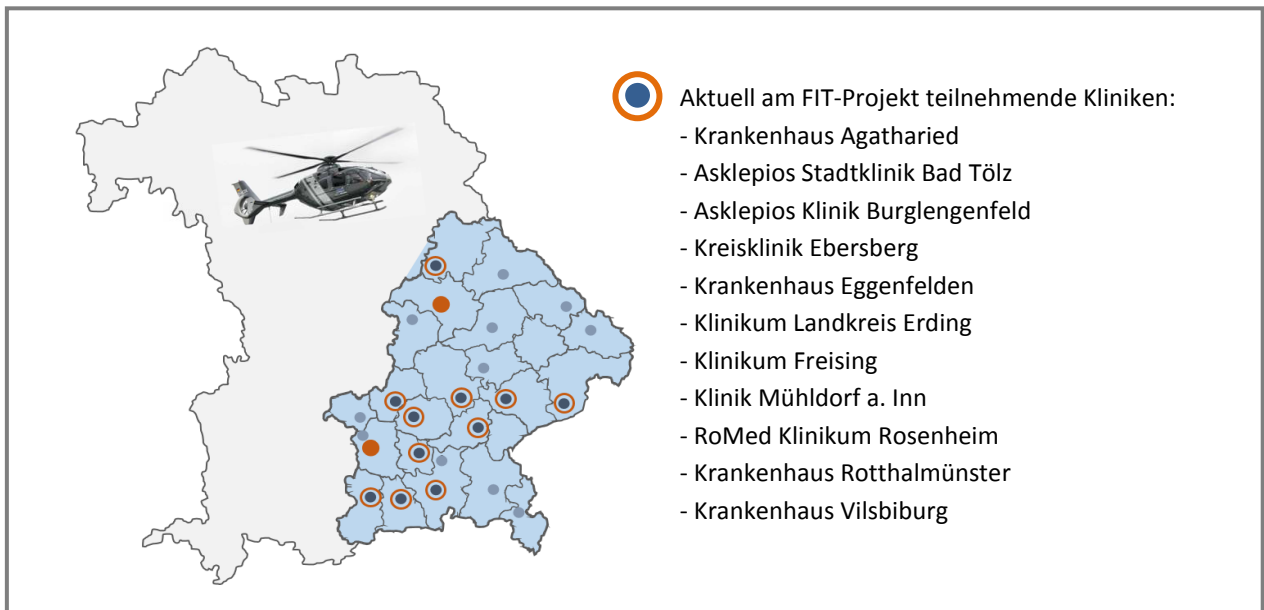 Aktuell am FIT-Projekt teilnehmende Kliniken:
- Krankenhaus Agatharied
- Asklepios Stadtklinik Bad Tölz
- Asklepios Klinik Burglengenfeld
- Kreisklinik Ebersberg
- Krankenhaus Eggenfelden
- Klinikum Landkreis Erding
- Klinikum Freising
- Klinik Mühldorf a. Inn
- RoMed Klinikum Rosenheim
- Krankenhaus Rotthalmünster
- Krankenhaus Vilsbiburg